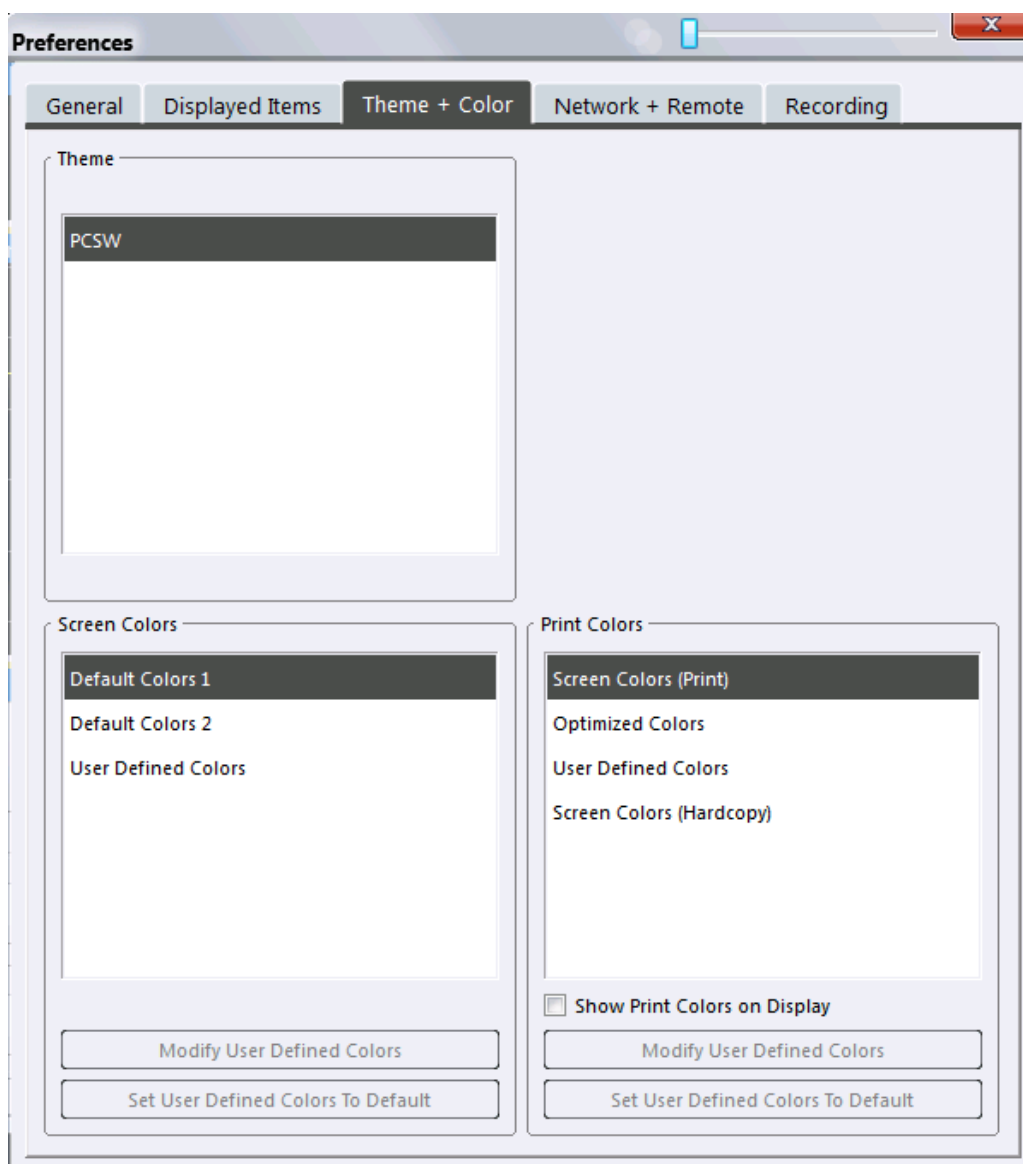 Preferences
General Displayed Items Theme + Color Network + Remote Recording
Theme
PCSW
Screen Colors
Default Colors 1
Default Colors 2
User Defined Colors
Modify User Defined Colors
Set User Defined Colors To Default
Print Colors
Screen Colors (Print)
Optimized Colors
User Defined Colors
Screen Colors (Hardcopy)
Show Print Colors on Display
Modify User Defined Colors
Set User Defined Colors To Default